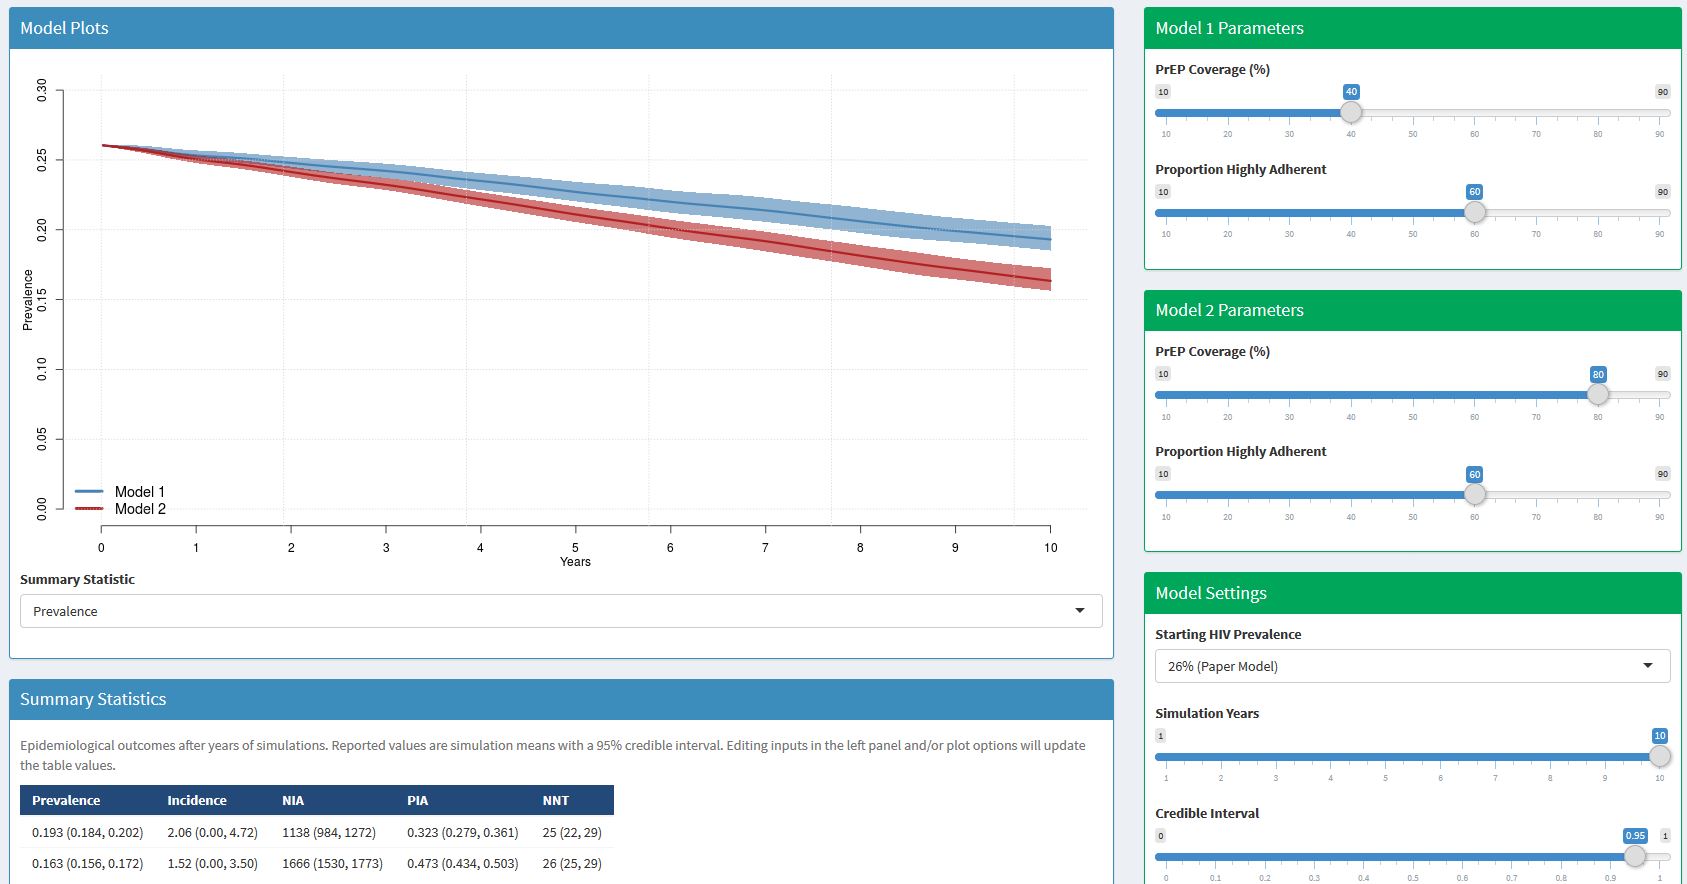 Model Plots
0.30
0.25
0.20
0.15
0.10
0.05
0.00
Prevalence
Model 1
Model 2
0 1 2 3 4 5 6 7 8 9 10
Years
Summary Statistic
Prevalence
Summary Statistics
Epidemiological outcomes after years of simulations. Reported values are simulation means with a 95% credible interval. Editing inputs in the left panel and/or plot options will update
the table values.
Prevalence Incidence NIA PIA NNT
0.193 (0.184, 0.202) 2.06 (0.00, 4.72) 1138 (984, 1272) 0.323 (0.279, 0.361) 25 (22, 29)
0.163 (0.156, 0.172) 1.52 (0.00, 3.50) 1666 (1530, 1773) 0.473 (0.434, 0.503) 26 (25, 29)
Model 1 Parameters
PrEP Coverage (%)
10 40 90
10 20 30 40 50 60 70 80 90
Proportion Highly Adherent
10 60 90
10 20 30 40 50 60 70 80 90
Model 2 Parameters
PrEP Coverage (%)
10 80 90
10 20 30 40 50 60 70 80 90
Proportion Highly Adherent
10 60 90
10 20 30 40 50 60 70 80 90
Model Settings
Starting HIV Prevalence
26% (Paper Model)
Simulation Years
1 10
1 2 3 4 5 6 7 8 9 10
Credible Interval
0 0.95 1
0 0.1 0.2 0.3 0.4 0.5 0.6 0.7 0.8 0.9 1